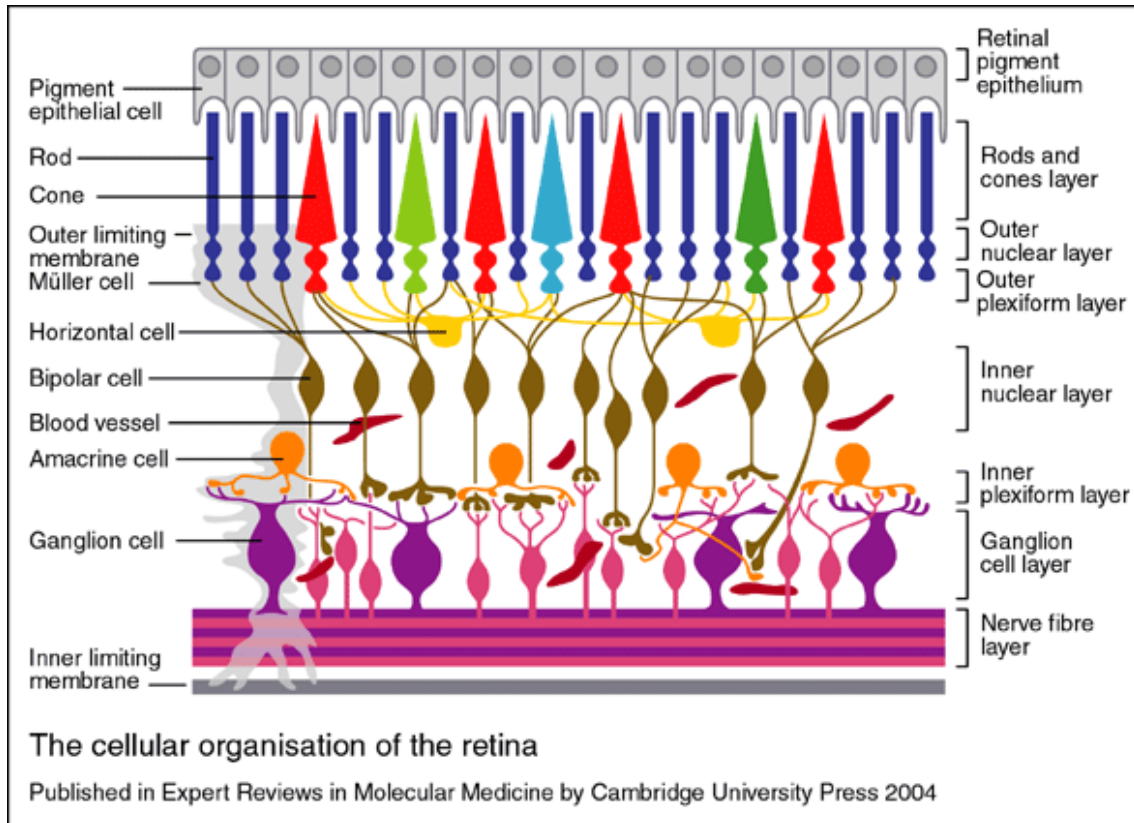 Pigment
epithelial cell
Rod
Cone
Outer limiting
membrane
Müller cell
Horizontal cell
Bipolar cell
Blood vessel
Amacrine cell
Ganglion cell
Inner limiting
membrane
Retinal
pigment
epithelium
Rods and
cones layer
Outer
nuclear layer
Outer
plexiform layer
Inner
nuclear layer
Inner
plexiform layer
Ganglion
cell layer
Nerve fibre
layer
The cellular organisation of the retina
Published in Expert Reviews in Molecular Medicine by Cambridge University Press 2004